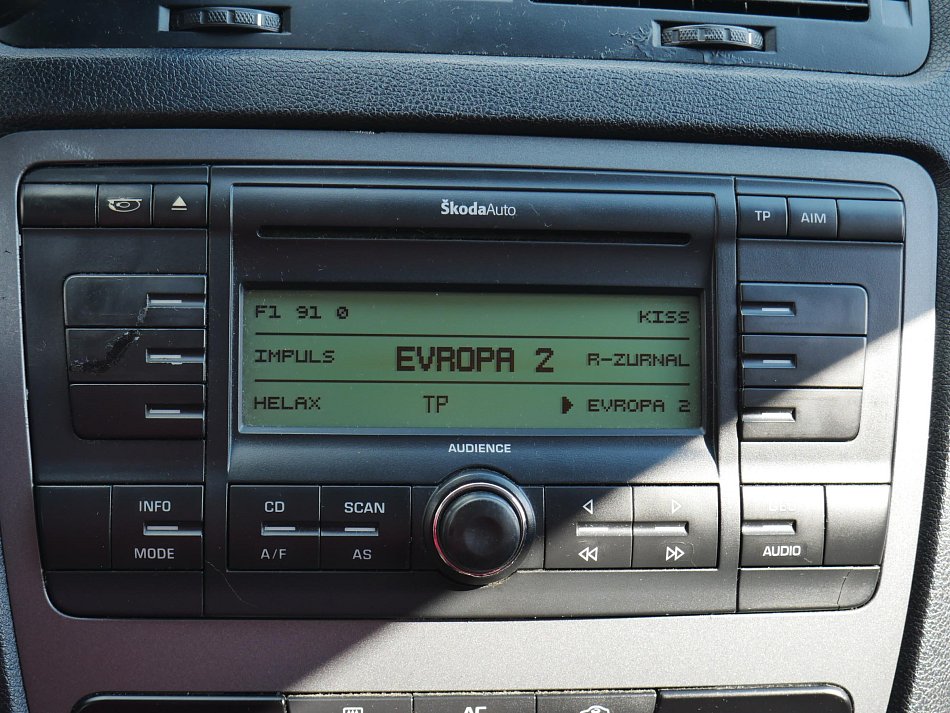 ŠkodaAuto
TP AIM
F1 91 0 KISS
IMPULS EVROPA 2 R-ZURNAL
HELAX TP EVROPA 2
AUDIENCE
INFO CD SCAN
MODE A/F AS AUDIO
AC